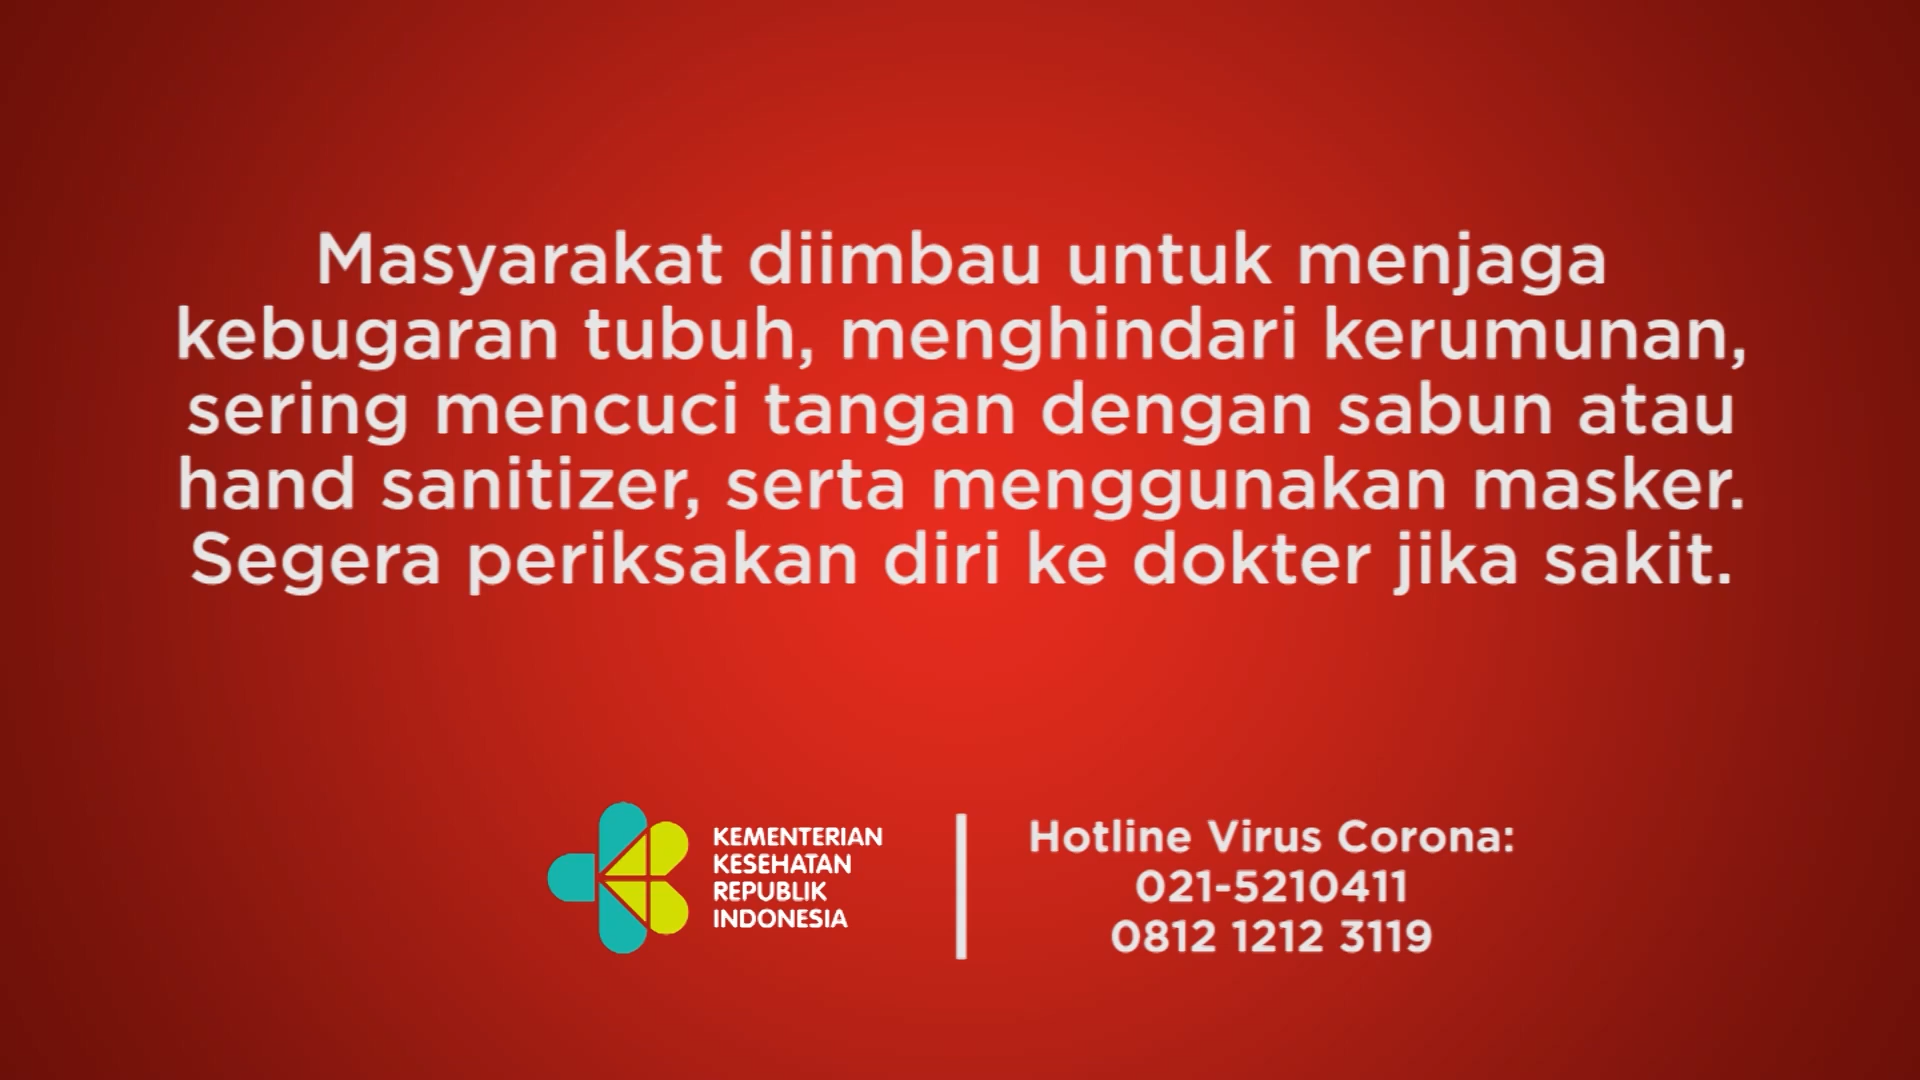 Masyarakat diimbau untuk menjaga
kebugaran tubuh, menghindari kerumunan,
sering mencuci tangan dengan sabun atau
hand sanitizer, serta menggunakan masker.
Segera periksakan diri ke dokter jika sakit.
KEMENTERIAN
KESEHATAN
REPUBLIK
INDONESIA
Hotline Virus Corona:
021-5210411
0812 1212 3119